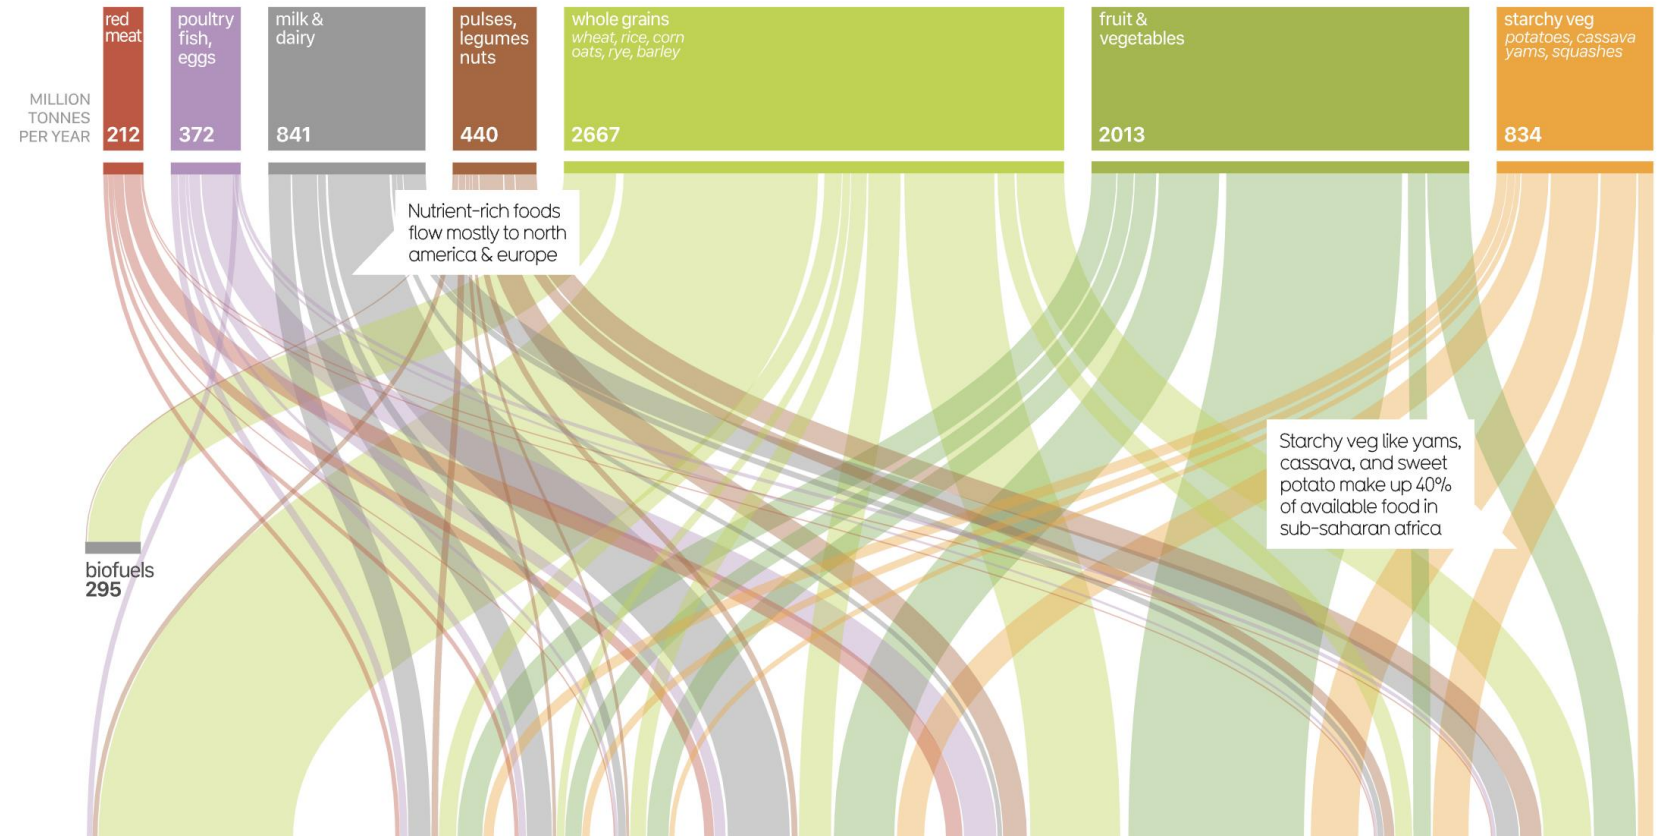 red
meat
poultry
fish,
eggs
milk &
dairy
pulses,
legumes
nuts
whole grains
wheat, rice, corn
oats, rye, barley
fruit &
vegetables
starchy veg
potatoes, cassava
yams, squashes
MILLION
TONNES
PER YEAR
212
372
841
440
2667
2013
834
Nutrient-rich foods
flow mostly to north
america & europe
Starchy veg like yams,
cassava, and sweet
potato make up 40%
of available food in
sub-saharan africa
biofuels
295